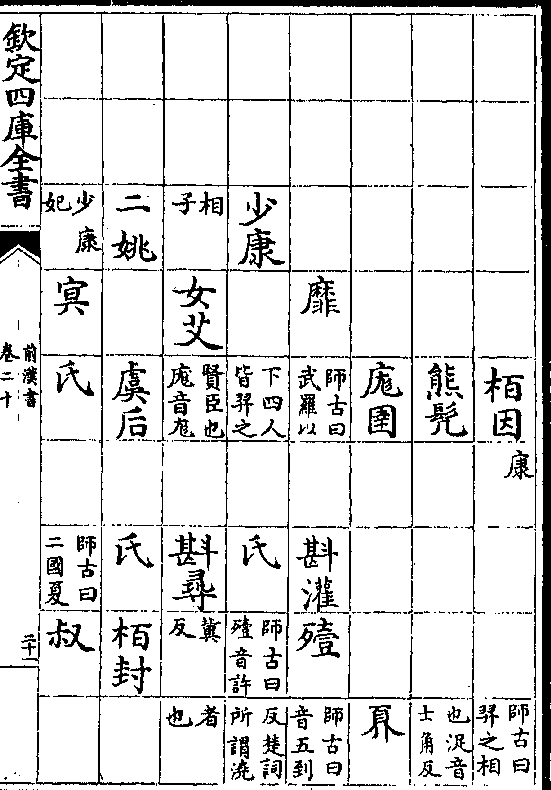 柏因
康
師古曰
羿之相
熊髡
也浞音
士角反
庬圉
奡
靡
師古曰
武羅以
斟灌
殪
師古曰
音五到
少康
下四人
皆羿之
氏
師古曰
殪音許
反楚詞
所謂澆
相
子
女艾
賢臣也
庬音尨
斟尋
冀
反
者
也
二姚
虞后
氏
柏封
少康
妃
冥
氏
師古曰
二國夏
叔
欽定四庫全書
前漢書
卷二十
二十一